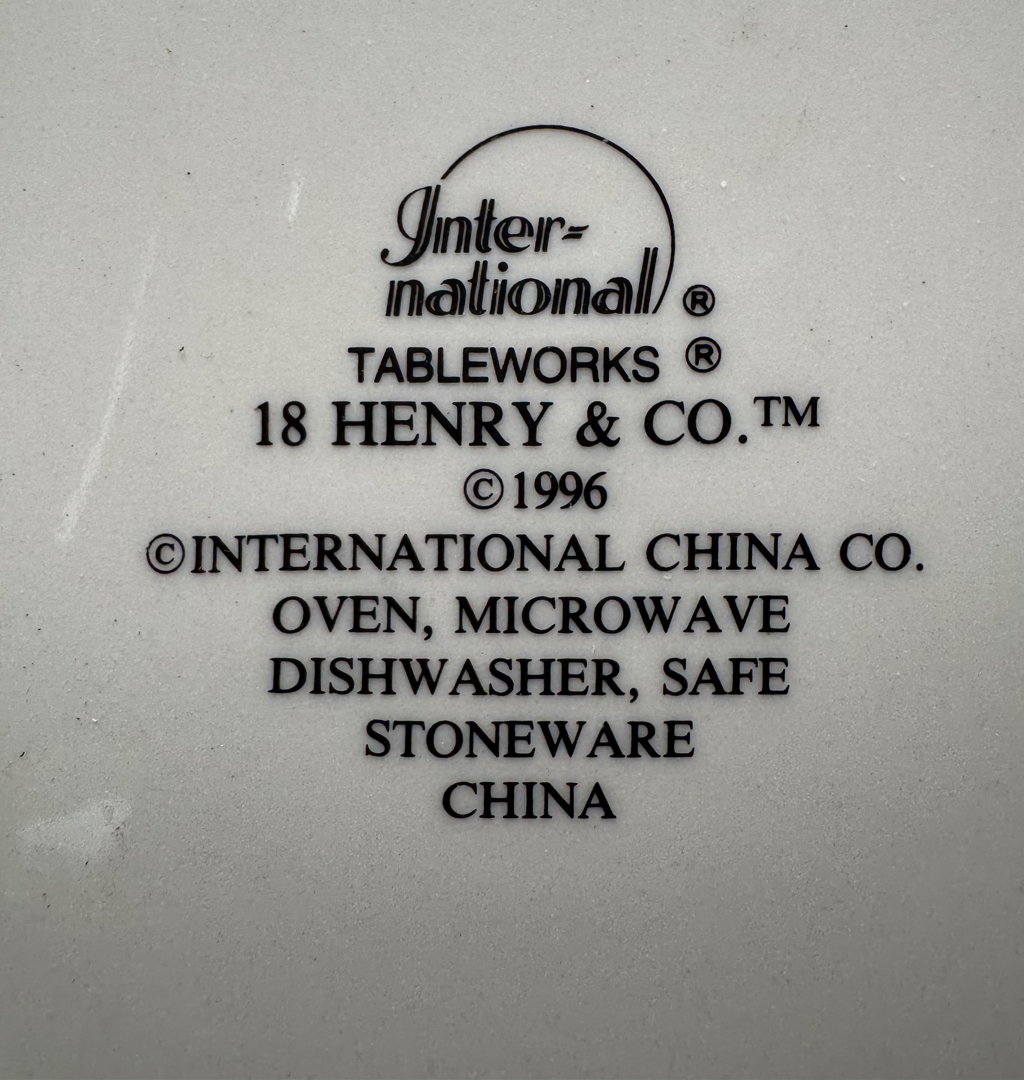 Inter-
national®
TABLEWORKS ®
18 HENRY & CO.™
©1996
©INTERNATIONAL CHINA CO.
OVEN, MICROWAVE
DISHWASHER, SAFE
STONEWARE
CHINA